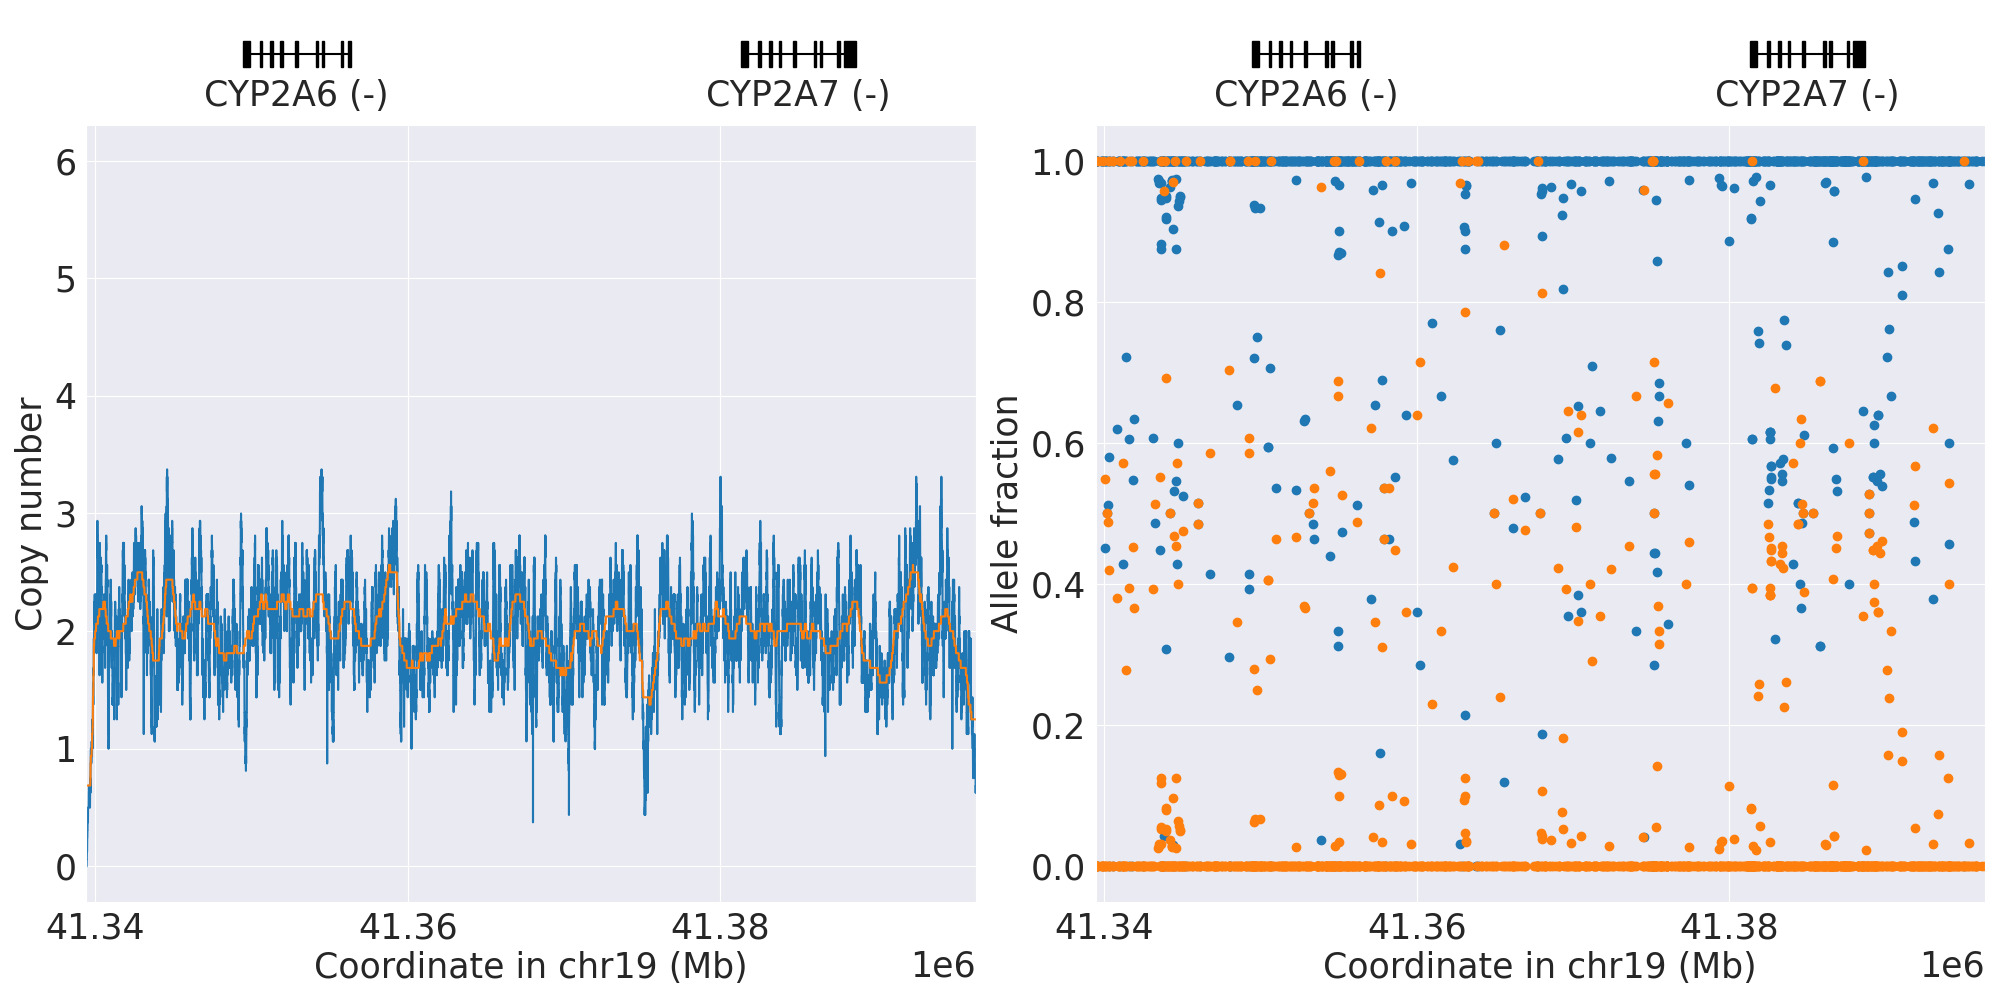 CYP2A6 (-) CYP2A7 (-)
CYP2A6 (-) CYP2A7 (-)
Copy number
6
5
4
3
2
1
0
41.34 41.36 41.38
Coordinate in chr19 (Mb) 1e6
Allele fraction
1.0
0.8
0.6
0.4
0.2
0.0
41.34 41.36 41.38
Coordinate in chr19 (Mb) 1e6